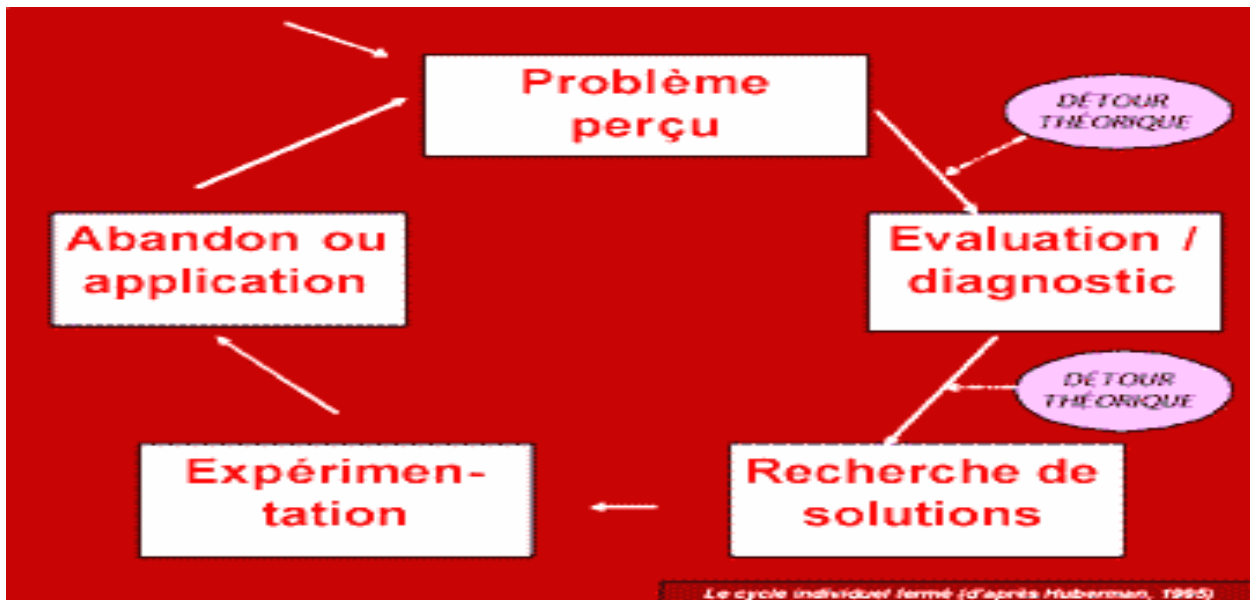 Problème
perçu
DÉTOUR
THÉORIQUE
Evaluation /
diagnostic
DÉTOUR
THÉORIQUE
Recherche de
solutions
Expérimen-
tation
Abandon ou
application
Le cycle individuel fermé (d'après Huberman, 1995)